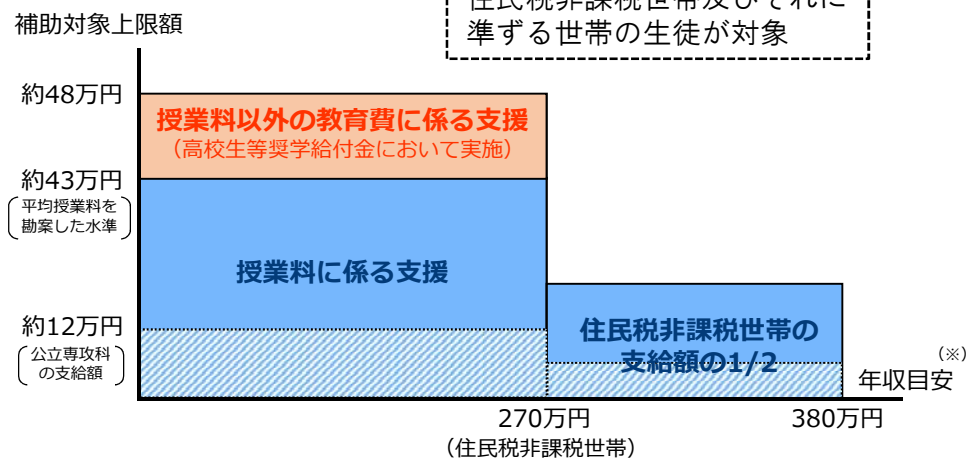 住民税非課税世帯及びそれに
準ずる世帯の生徒が対象
補助対象上限額
約48万円
授業料以外の教育費に係る支援
(高校生等奨学給付金において実施)
約43万円
平均授業料を
勘案した水準
授業料に係る支援
約12万円
公立専攻科
の支給額
住民税非課税世帯の
支給額の1/2
(※)
年収目安
270万円
380万円
(住民税非課税世帯)